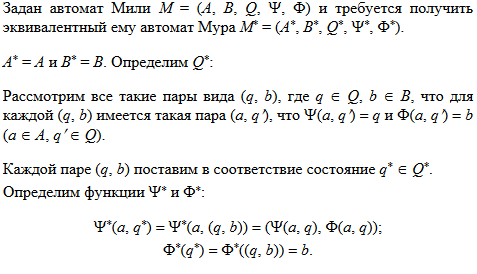 Задан автомат Мили M = (A, B, Q, Ψ, Φ) и требуется получить
эквивалентный ему автомат Мура M* = (A*, B*, Q*, Ψ*, Φ*).
A* = A и B* = B. Определим Q*:
Рассмотрим все такие пары вида (q, b), где q ∈ Q, b ∈ B, что для
каждой (q, b) имеется такая пара (a, q′), что Ψ(a, q′) = q и Φ(a, q′) = b
(a ∈ A, q′ ∈ Q).
Каждой паре (q, b) поставим в соответствие состояние q* ∈ Q*.
Определим функции Ψ* и Φ*:
Ψ*(a, q*) = Ψ*(a, (q, b)) = (Ψ(a, q), Φ(a, q));
Φ*(q*) = Φ*((q, b)) = b.